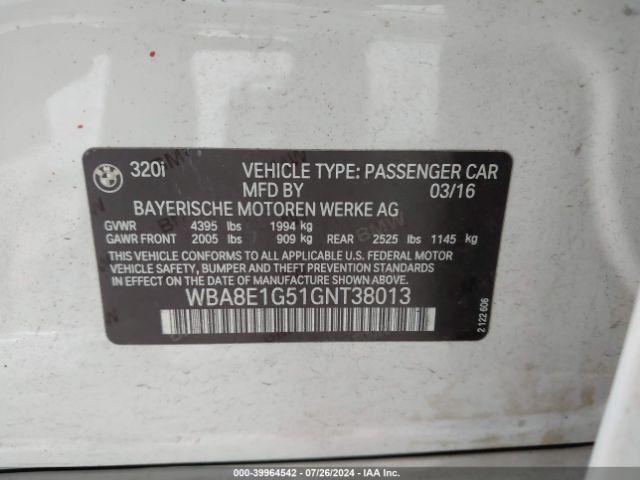 320i VEHICLE TYPE: PASSENGER CAR
MFD BY 03/16
BAYERISCHE MOTOREN WERKE AG
GVWR 4395 lbs 1994 kg
GAWR FRONT 2005 lbs 909 kg REAR 2525 lbs 1145 kg
THIS VEHICLE CONFORMS TO ALL APPLICABLE U.S. FEDERAL MOTOR
VEHICLE SAFETY, BUMPER AND THEFT PREVENTION STANDARDS IN
EFFECT ON THE DATE OF MANUFACTURE SHOWN ABOVE.
WBA8E1G51GNT38013
2 122 606
000-39964542 | 07/26/2024 | IAA, Inc.